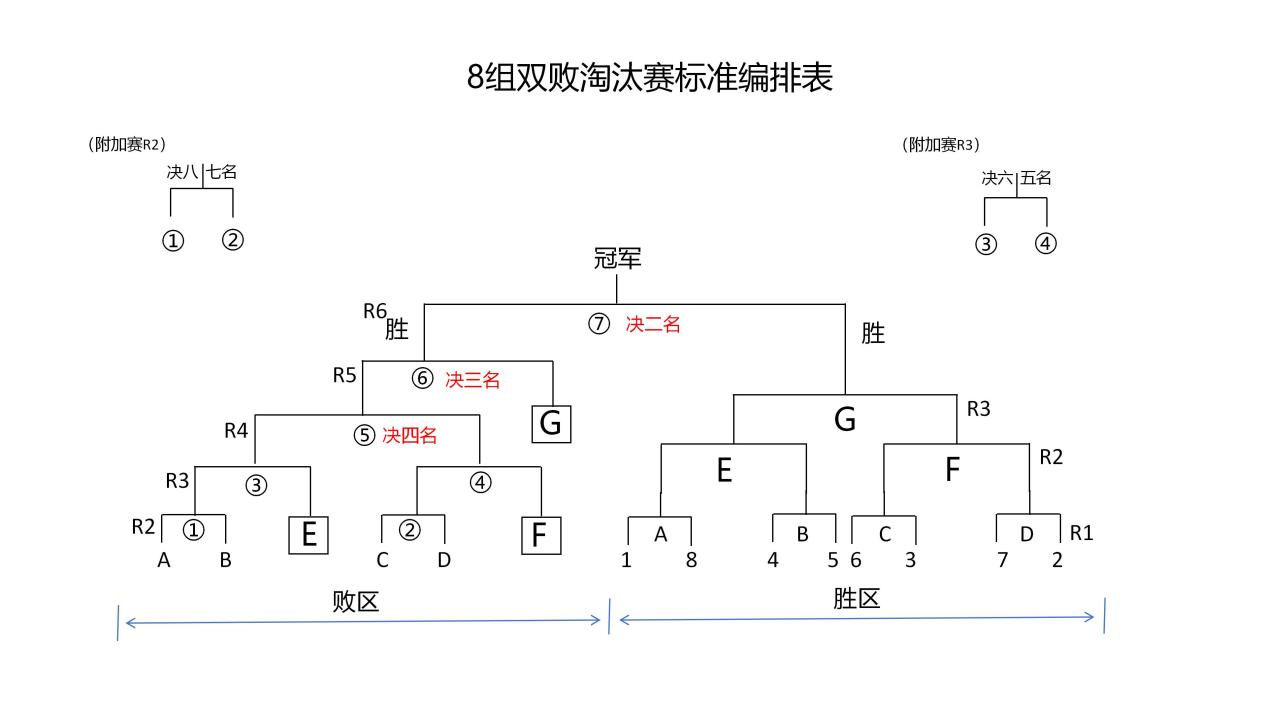 8组双败淘汰赛标准编排表
（附加赛R2）
（附加赛R3）
决八 七名
决六 五名
① ②
③ ④
冠军
R6
胜
⑦ 决二名
胜
R5
⑥ 决三名
G
R3
G
R4
⑤ 决四名
R3
③
④
E
F
R2
R2
①
E
②
F
A
B
C
D
R1
A B C D
1 8 4 5 6 3 7 2
败区
胜区